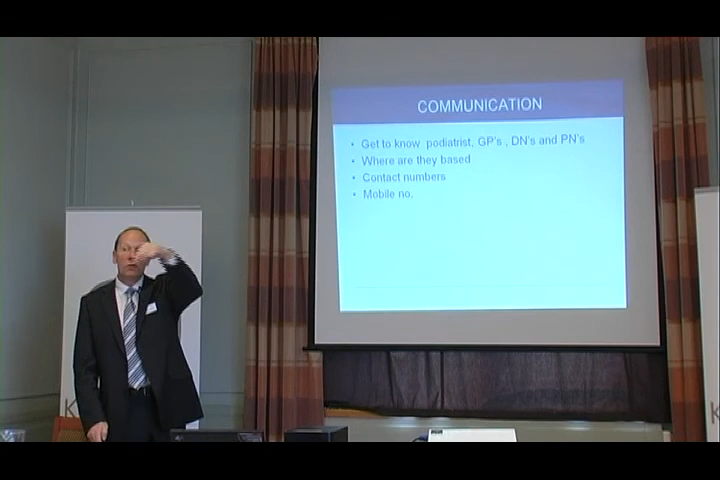 COMMUNICATION
• Get to know podiatrist, GP's , DN's and PN's
• Where are they based
• Contact numbers
• Mobile no.
K
K